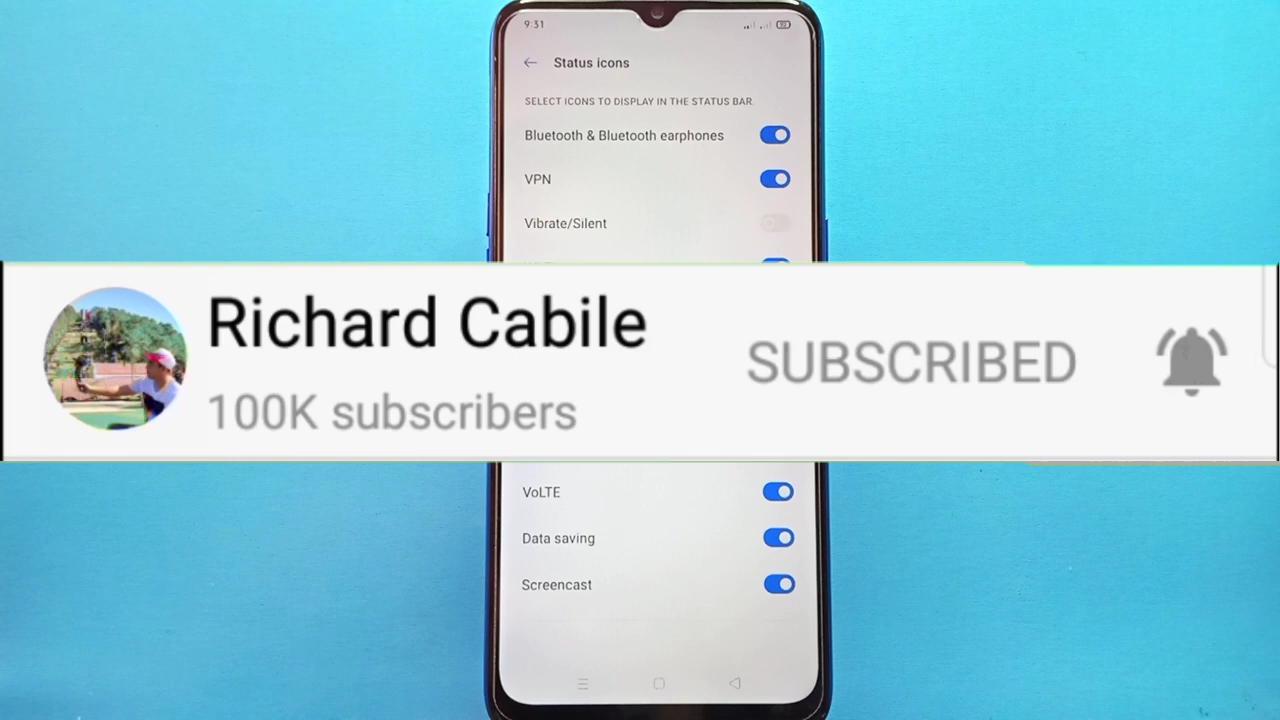 9:31
Status icons
SELECT ICONS TO DISPLAY IN THE STATUS BAR.
Bluetooth & Bluetooth earphones
VPN
Vibrate/Silent
Richard Cabile
SUBSCRIBED
100K subscribers
VoLTE
Data saving
Screencast